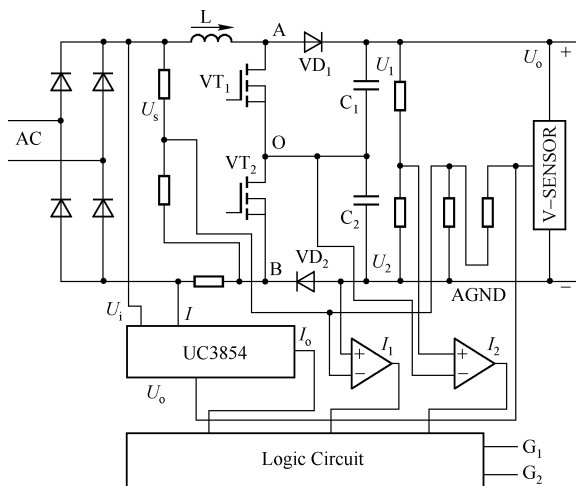 L
A
VD₁
U₁
Uₒ
+
VT₁
C₁
Uₛ
AC
O
VT₂
C₂
V-SENSOR
B
VD₂
U₂
AGND
−
Uᵢ
I
Iₒ
UC3854
Uₒ
+
−
I₁
+
−
I₂
Logic Circuit
G₁
G₂